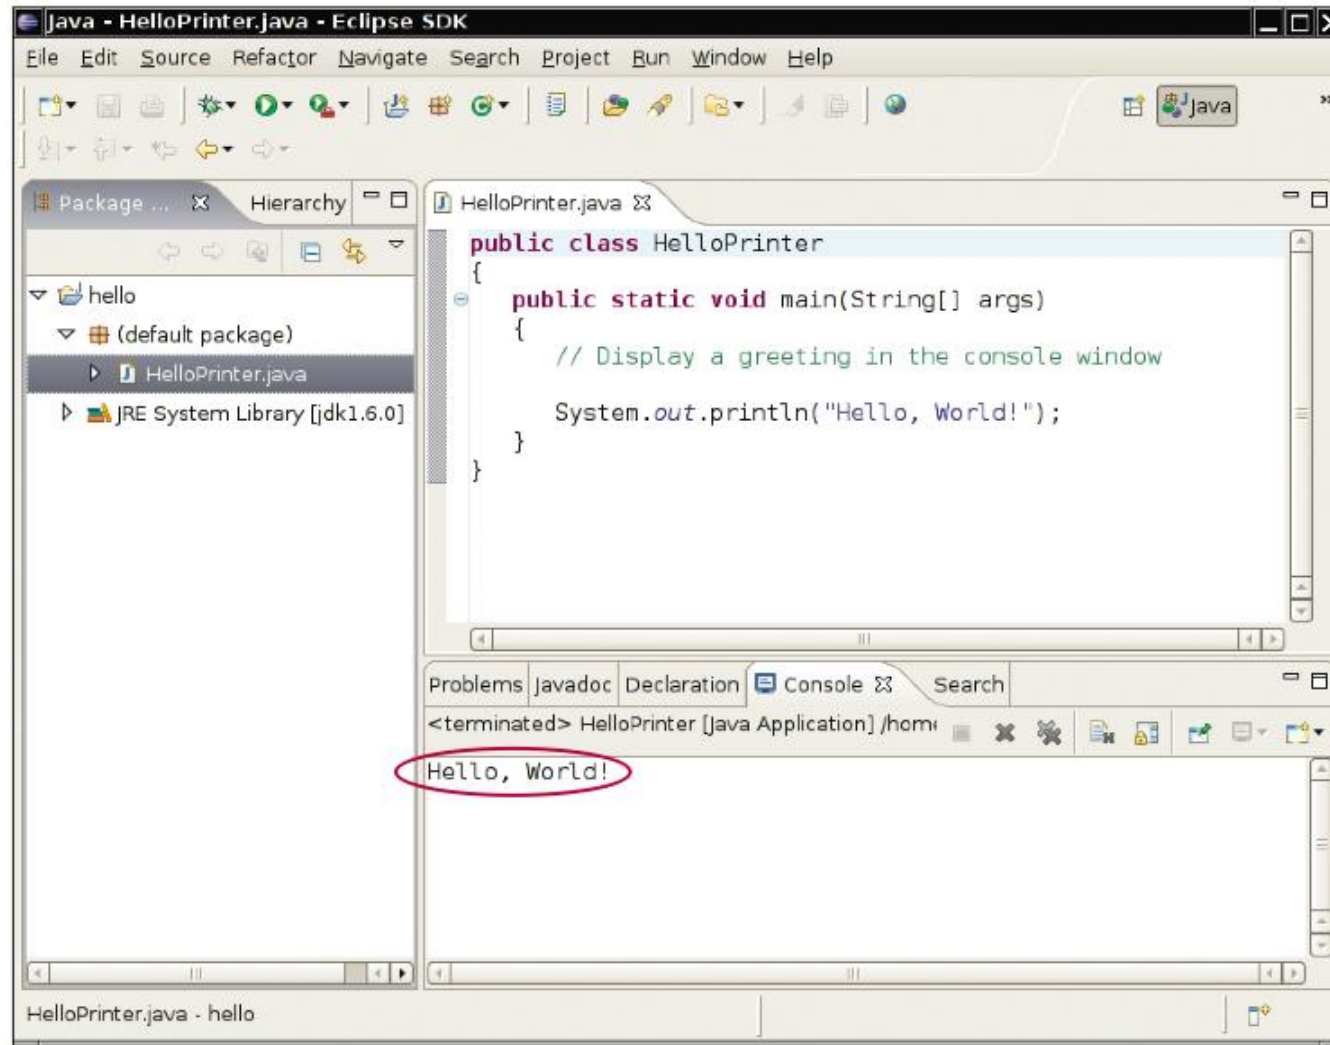 Java - HelloPrinter.java - Eclipse SDK
File Edit Source Refactor Navigate Search Project Run Window Help
Java
Package ... Hierarchy
hello
(default package)
HelloPrinter.java
JRE System Library [jdk1.6.0]
HelloPrinter.java
public class HelloPrinter
{
public static void main(String[] args)
{
// Display a greeting in the console window
System.out.println("Hello, World!");
}
}
Problems Javadoc Declaration Console Search
<terminated> HelloPrinter [Java Application] /home
Hello, World!
HelloPrinter.java - hello